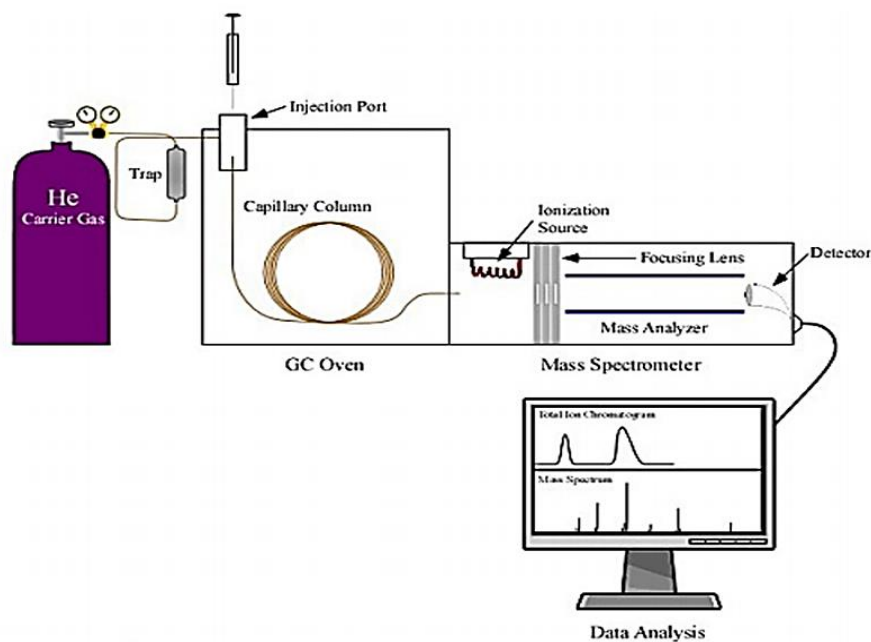 Injection Port
Trap
He
Carrier Gas
Capillary Column
Ionization
Source
Focusing Lens
Detector
Mass Analyzer
GC Oven
Mass Spectrometer
Total Ion Chromatogram
Mass Spectrum
Data Analysis